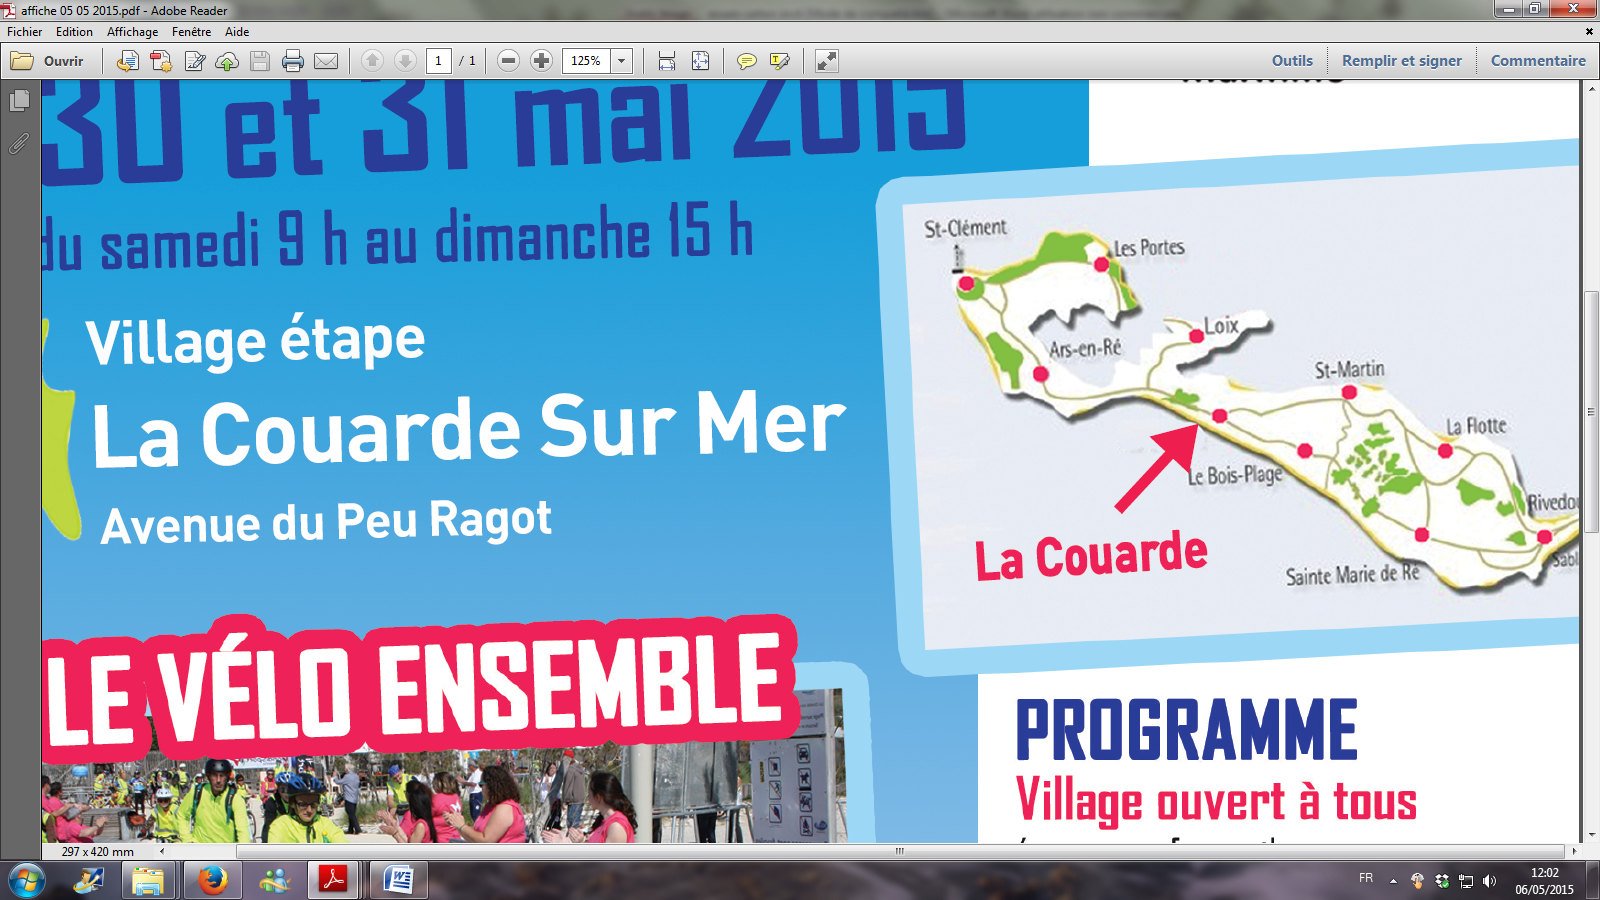 affiche 05 05 2015.pdf - Adobe Reader
Fichier Edition Affichage Fenêtre Aide
Ouvrir
1 / 1
125%
Outils
Remplir et signer
Commentaire
30 et 31 mai 2015
du samedi 9 h au dimanche 15 h
Village étape
La Couarde Sur Mer
Avenue du Peu Ragot
LE VÉLO ENSEMBLE
St-Clément
Les Portes
Loix
Ars-en-Ré
St-Martin
La Flotte
Le Bois-Plage
Rivedou
La Couarde
Sainte Marie de Ré
Sabl
PROGRAMME
Village ouvert à tous
297 x 420 mm
FR
12:02
06/05/2015